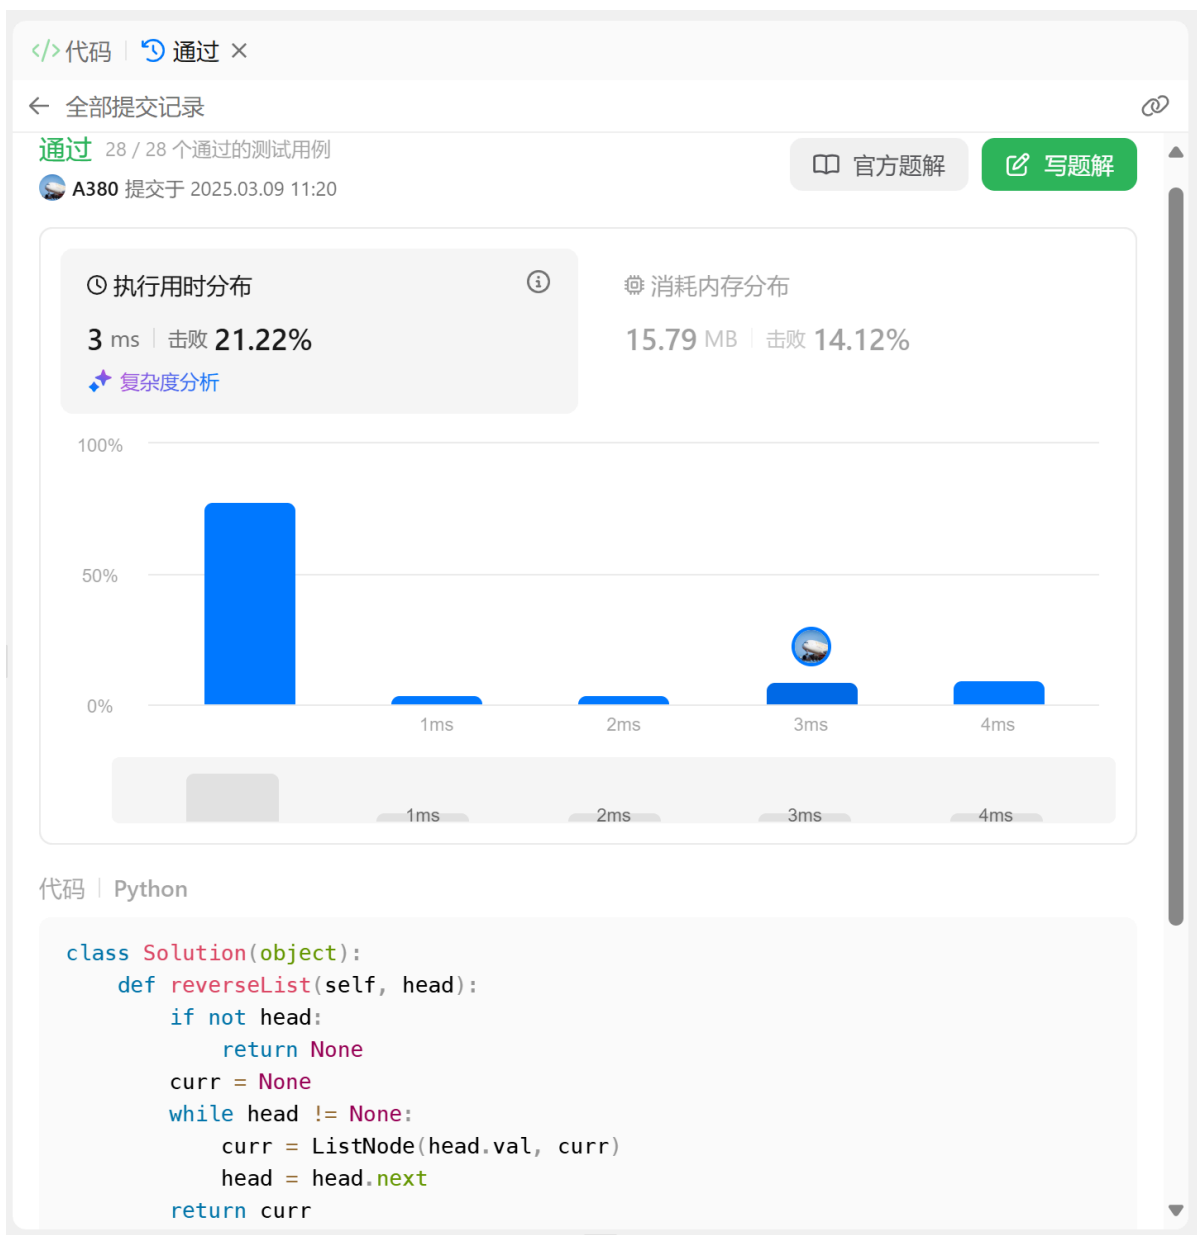 </> 代码 | 通过 ×
← 全部提交记录
通过 28 / 28 个通过的测试用例
官方题解 写题解
A380 提交于 2025.03.09 11:20
执行用时分布
3 ms | 击败 21.22%
复杂度分析
消耗内存分布
15.79 MB | 击败 14.12%
100%
50%
0%
1ms 2ms 3ms 4ms
1ms 2ms 3ms 4ms
代码 | Python
class Solution(object):
    def reverseList(self, head):
        if not head:
            return None
        curr = None
        while head != None:
            curr = ListNode(head.val, curr)
            head = head.next
        return curr